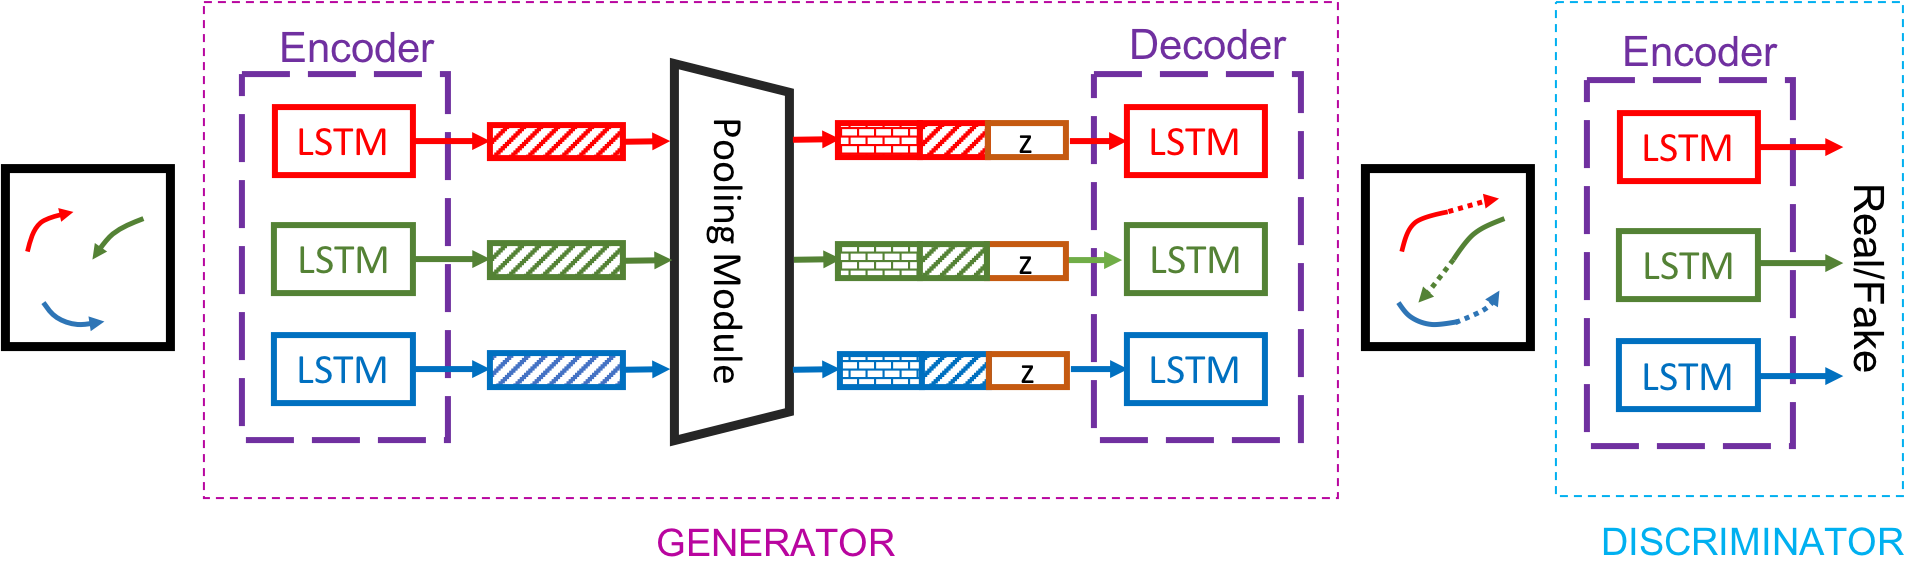 Encoder
Decoder
Encoder
LSTM
z
LSTM
LSTM
LSTM
z
LSTM
LSTM
LSTM
z
LSTM
LSTM
Pooling Module
Real/Fake
GENERATOR
DISCRIMINATOR